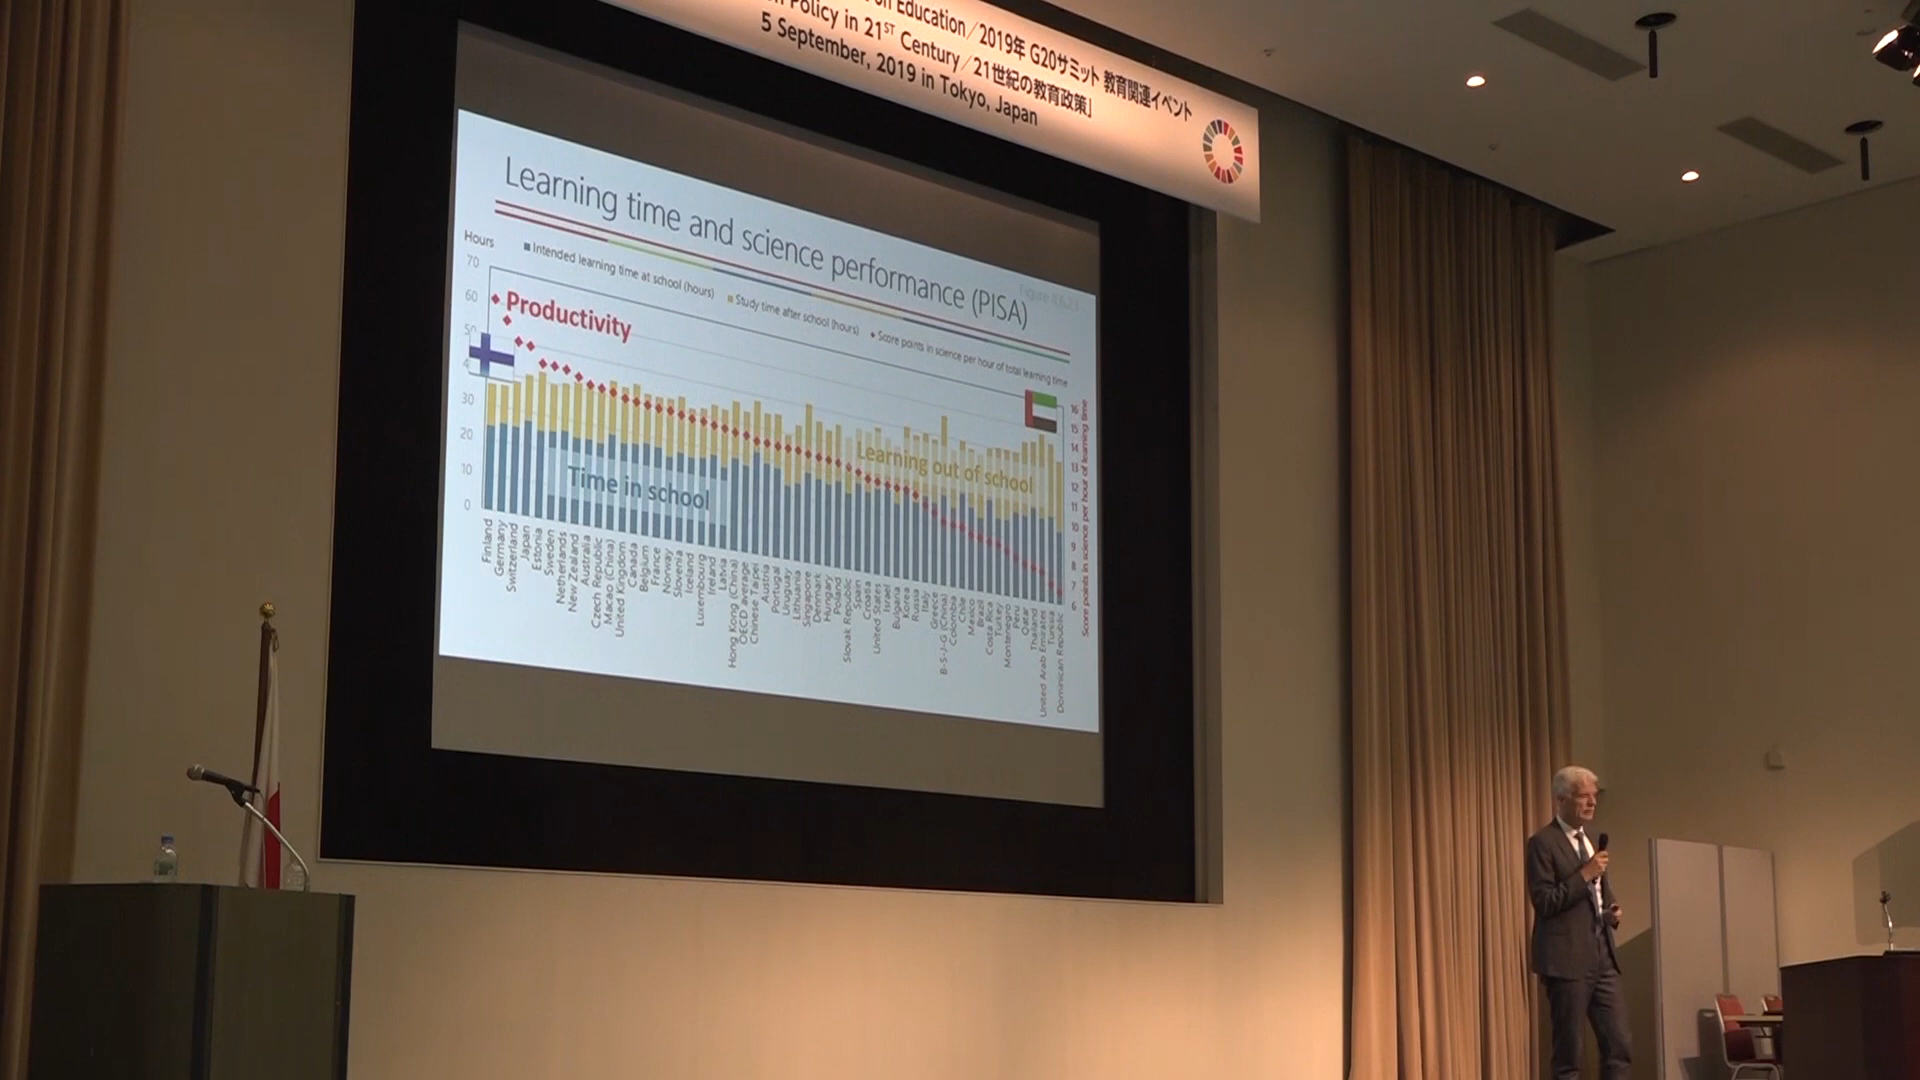 on Education／2019年 G20サミット 教育関連イベント
Policy in 21ST Century／21世紀の教育政策」
5 September, 2019 in Tokyo, Japan
Learning time and science performance (PISA)
Figure II.6.23
Hours
Intended learning time at school (hours)
Study time after school (hours)
Score points in science per hour of total learning time
Productivity
Time in school
Learning out of school
70
60
30
20
10
0
16
15
14
13
12
11
10
9
8
7
6
Score points in science per hour of learning time
Finland
Germany
Switzerland
Japan
Estonia
Sweden
Netherlands
New Zealand
Australia
Czech Republic
Macao (China)
United Kingdom
Canada
Belgium
France
Norway
Slovenia
Iceland
Luxembourg
Ireland
Latvia
Hong Kong (China)
OECD average
Chinese Taipei
Austria
Portugal
Uruguay
Lithuania
Singapore
Denmark
Hungary
Poland
Slovak Republic
Spain
Croatia
United States
Israel
Bulgaria
Korea
Russia
Italy
Greece
B-S-J-G (China)
Colombia
Chile
Mexico
Brazil
Costa Rica
Turkey
Montenegro
Peru
Qatar
Thailand
United Arab Emirates
Tunisia
Dominican Republic